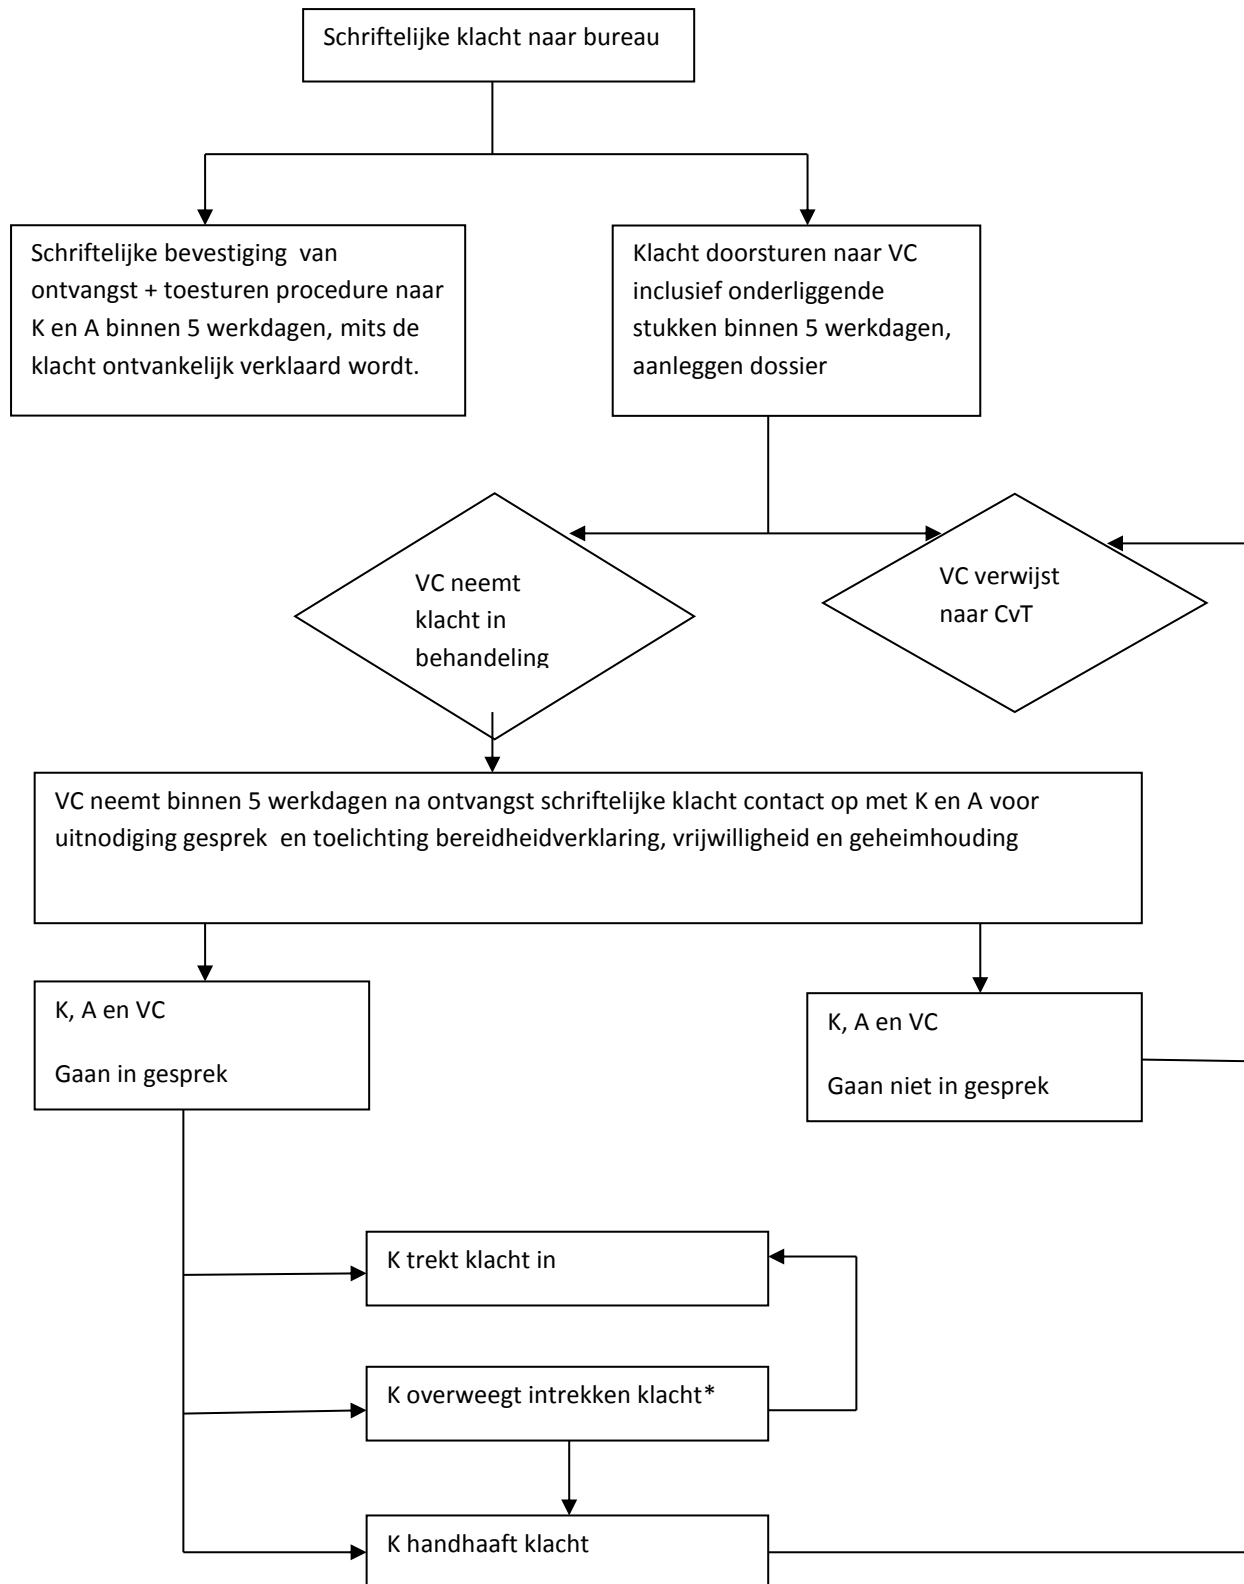 Schriftelijke klacht naar bureau
Schriftelijke bevestiging van
ontvangst + toesturen procedure naar
K en A binnen 5 werkdagen, mits de
klacht ontvankelijk verklaard wordt.
Klacht doorsturen naar VC
inclusief onderliggende
stukken binnen 5 werkdagen,
aanleggen dossier
VC neemt
klacht in
behandeling
VC verwijst
naar CvT
VC neemt binnen 5 werkdagen na ontvangst schriftelijke klacht contact op met K en A voor
uitnodiging gesprek en toelichting bereidheidverklaring, vrijwilligheid en geheimhouding
K, A en VC
Gaan in gesprek
K, A en VC
Gaan niet in gesprek
K trekt klacht in
K overweegt intrekken klacht*
K handhaaft klacht